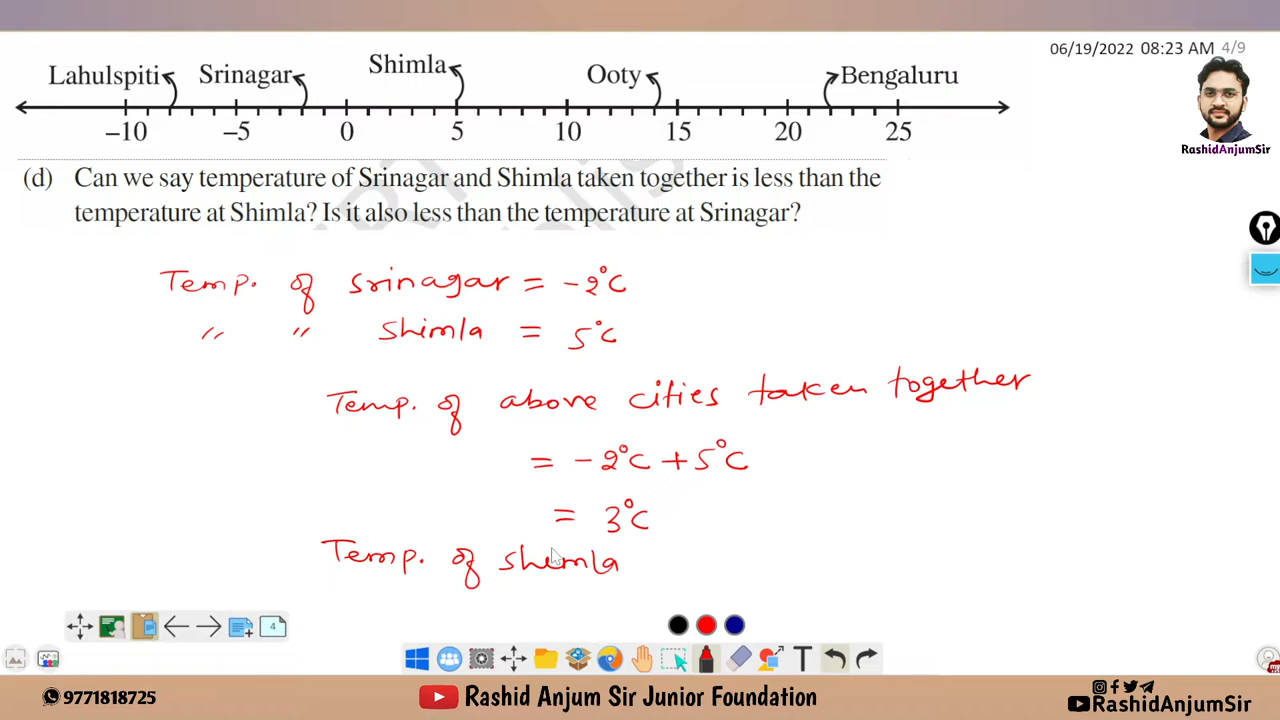 06/19/2022 08:23 AM 4/9
Lahulspiti Srinagar Shimla Ooty Bengaluru
–10 –5 0 5 10 15 20 25
RashidAnjumSir
(d) Can we say temperature of Srinagar and Shimla taken together is less than the
temperature at Shimla? Is it also less than the temperature at Srinagar?
Temp. of srinagar = -2°C
〃 〃 shimla = 5°C
Temp. of above cities taken together
= -2°C + 5°C
= 3°C
Temp. of shimla
4
T
9771818725
Rashid Anjum Sir Junior Foundation
RashidAnjumSir